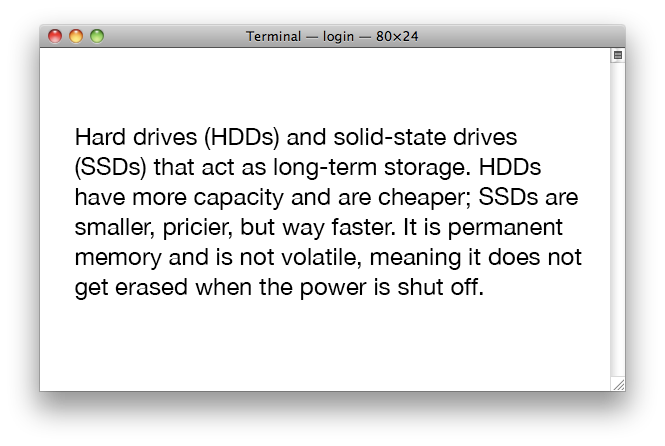 Terminal — login — 80×24
Hard drives (HDDs) and solid-state drives
(SSDs) that act as long-term storage. HDDs
have more capacity and are cheaper; SSDs are
smaller, pricier, but way faster. It is permanent
memory and is not volatile, meaning it does not
get erased when the power is shut off.